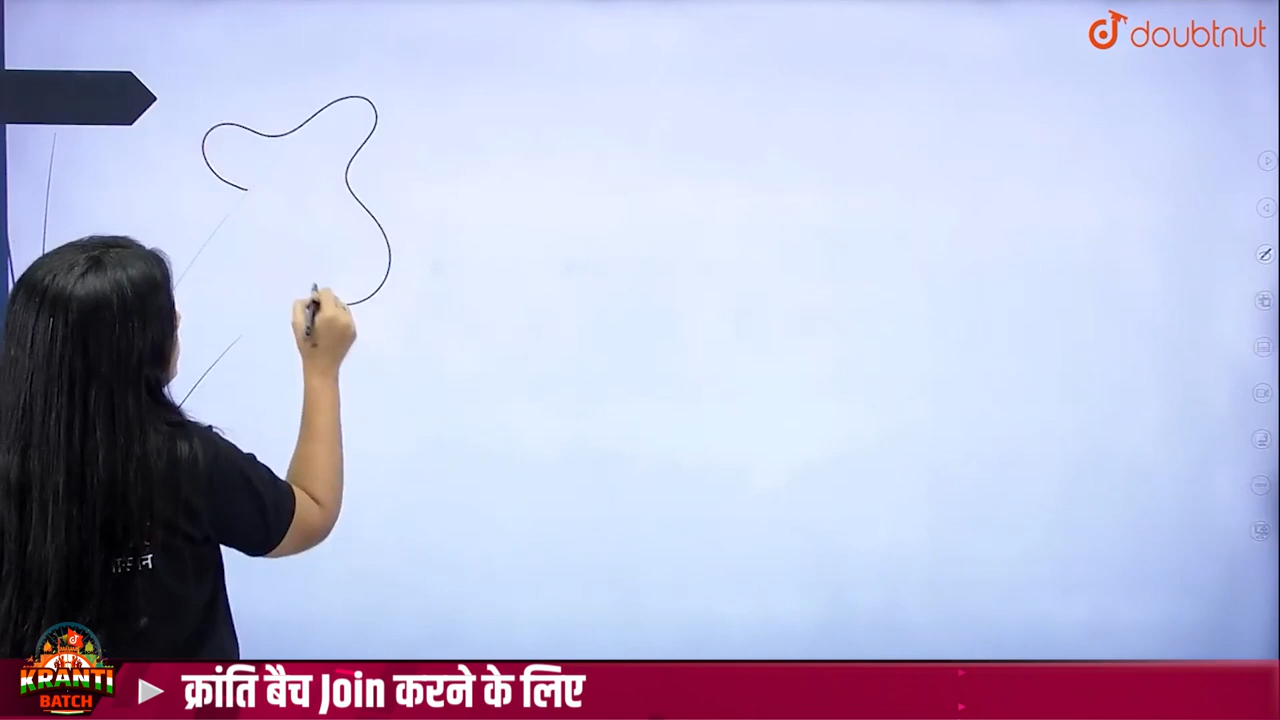 doubtnut
KRANTI
BATCH
क्रांति बैच Join करने के लिए